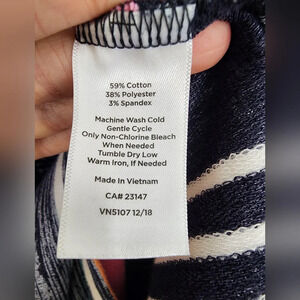 59% Cotton
38% Polyester
3% Spandex
Machine Wash Cold
Gentle Cycle
Only Non-Chlorine Bleach
When Needed
Tumble Dry Low
Warm Iron, If Needed
Made In Vietnam
CA# 23147
VN5107 12/18